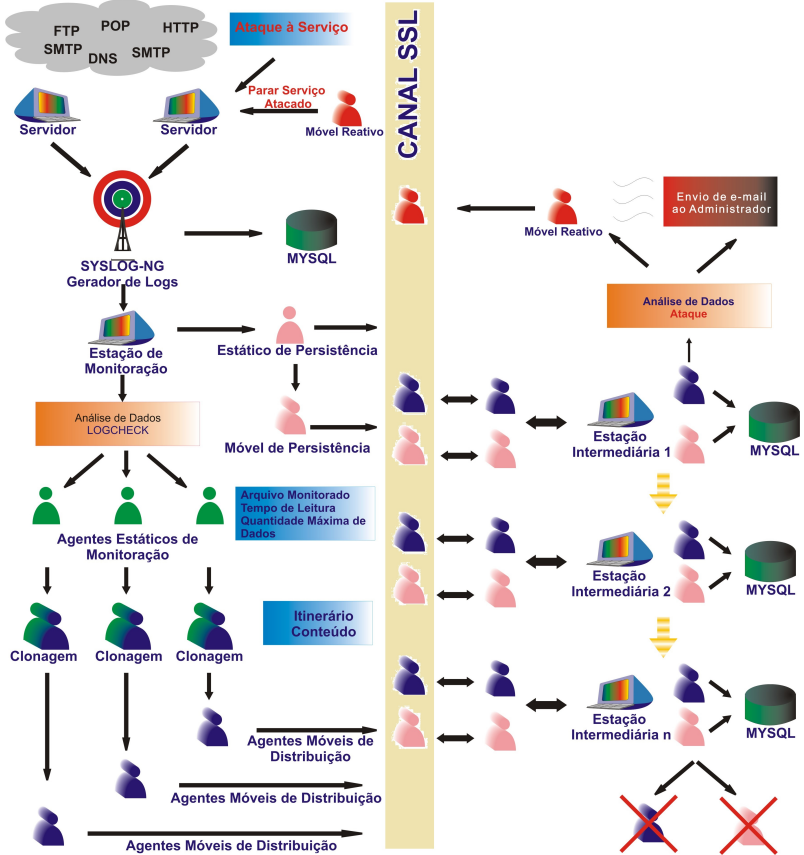 FTP
POP
HTTP
SMTP
DNS
SMTP
Ataque à Serviço
Parar Serviço
Atacado
Servidor
Servidor
Móvel Reativo
CANAL SSL
Envio de e-mail
ao Administrador
Móvel Reativo
MYSQL
SYSLOG-NG
Gerador de Logs
Análise de Dados
Ataque
Estação de
Monitoração
Estático de Persistência
Análise de Dados
LOGCHECK
Móvel de Persistência
Estação
Intermediária 1
MYSQL
Arquivo Monitorado
Tempo de Leitura
Quantidade Máxima de
Dados
Agentes Estáticos de
Monitoração
Estação
Intermediária 2
MYSQL
Itinerário
Conteúdo
Clonagem
Clonagem
Clonagem
Estação
Intermediária n
MYSQL
Agentes Móveis de
Distribuição
Agentes Móveis de Distribuição
Agentes Móveis de Distribuição